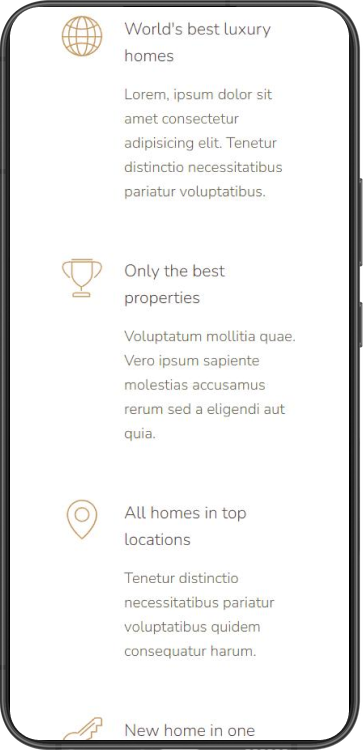 World's best luxury
homes
Lorem, ipsum dolor sit
amet consectetur
adipisicing elit. Tenetur
distinctio necessitatibus
pariatur voluptatibus.
Only the best
properties
Voluptatum mollitia quae.
Vero ipsum sapiente
molestias accusamus
rerum sed a eligendi aut
quia.
All homes in top
locations
Tenetur distinctio
necessitatibus pariatur
voluptatibus quidem
consequatur harum.
New home in one